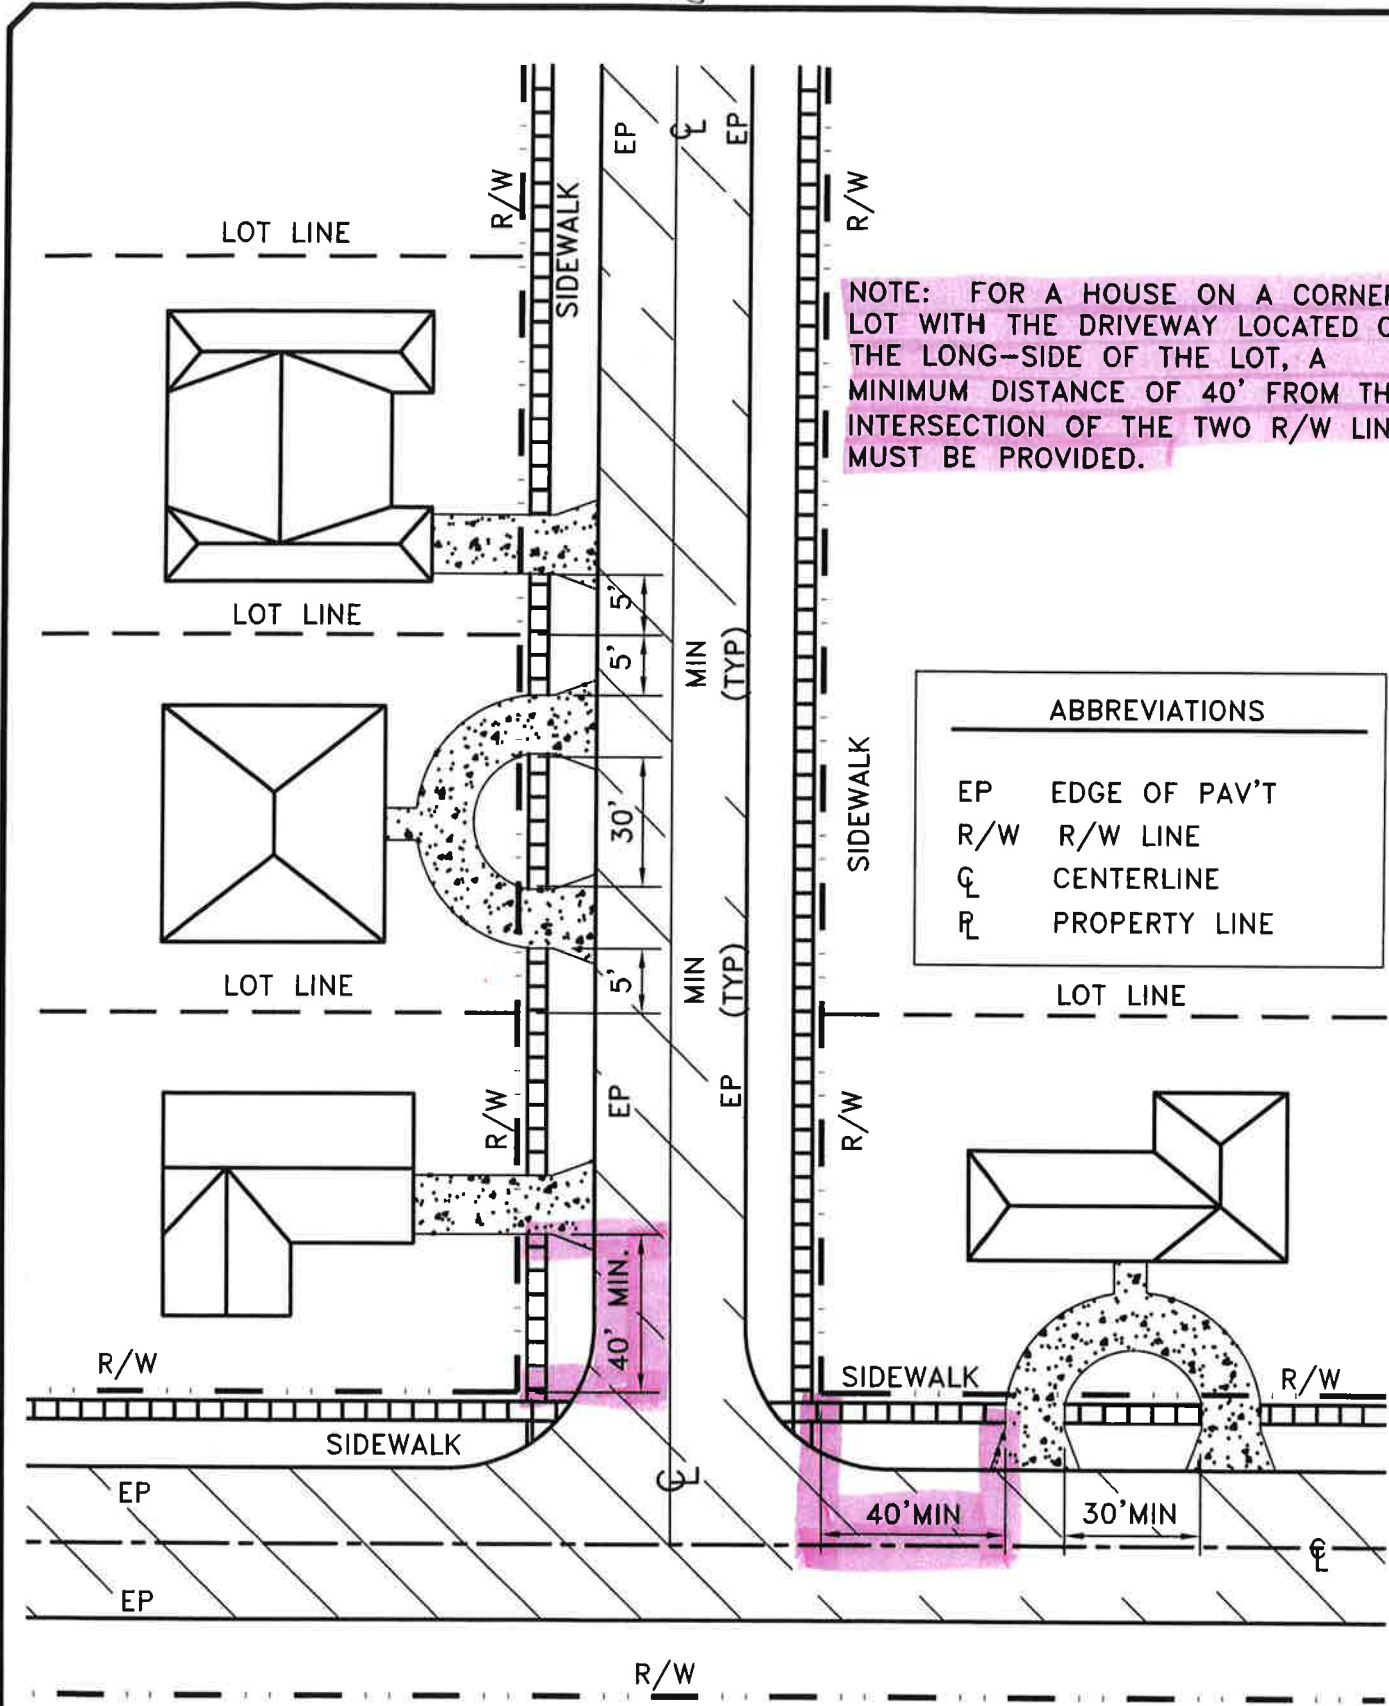 EP
℄
EP
R/W
SIDEWALK
R/W
LOT LINE
NOTE: FOR A HOUSE ON A CORNER
LOT WITH THE DRIVEWAY LOCATED
THE LONG-SIDE OF THE LOT, A
MINIMUM DISTANCE OF 40' FROM
INTERSECTION OF THE TWO R/W
MUST BE PROVIDED.
5'
LOT LINE
5'
MIN
(TYP)
ABBREVIATIONS
EP EDGE OF PAV'T
R/W R/W LINE
℄ CENTERLINE
⅊ PROPERTY LINE
30'
SIDEWALK
5'
MIN
(TYP)
LOT LINE
LOT LINE
R/W
EP
EP
R/W
40' MIN.
R/W
SIDEWALK
R/W
SIDEWALK
EP
℄
40'MIN
30'MIN
℄
EP
R/W